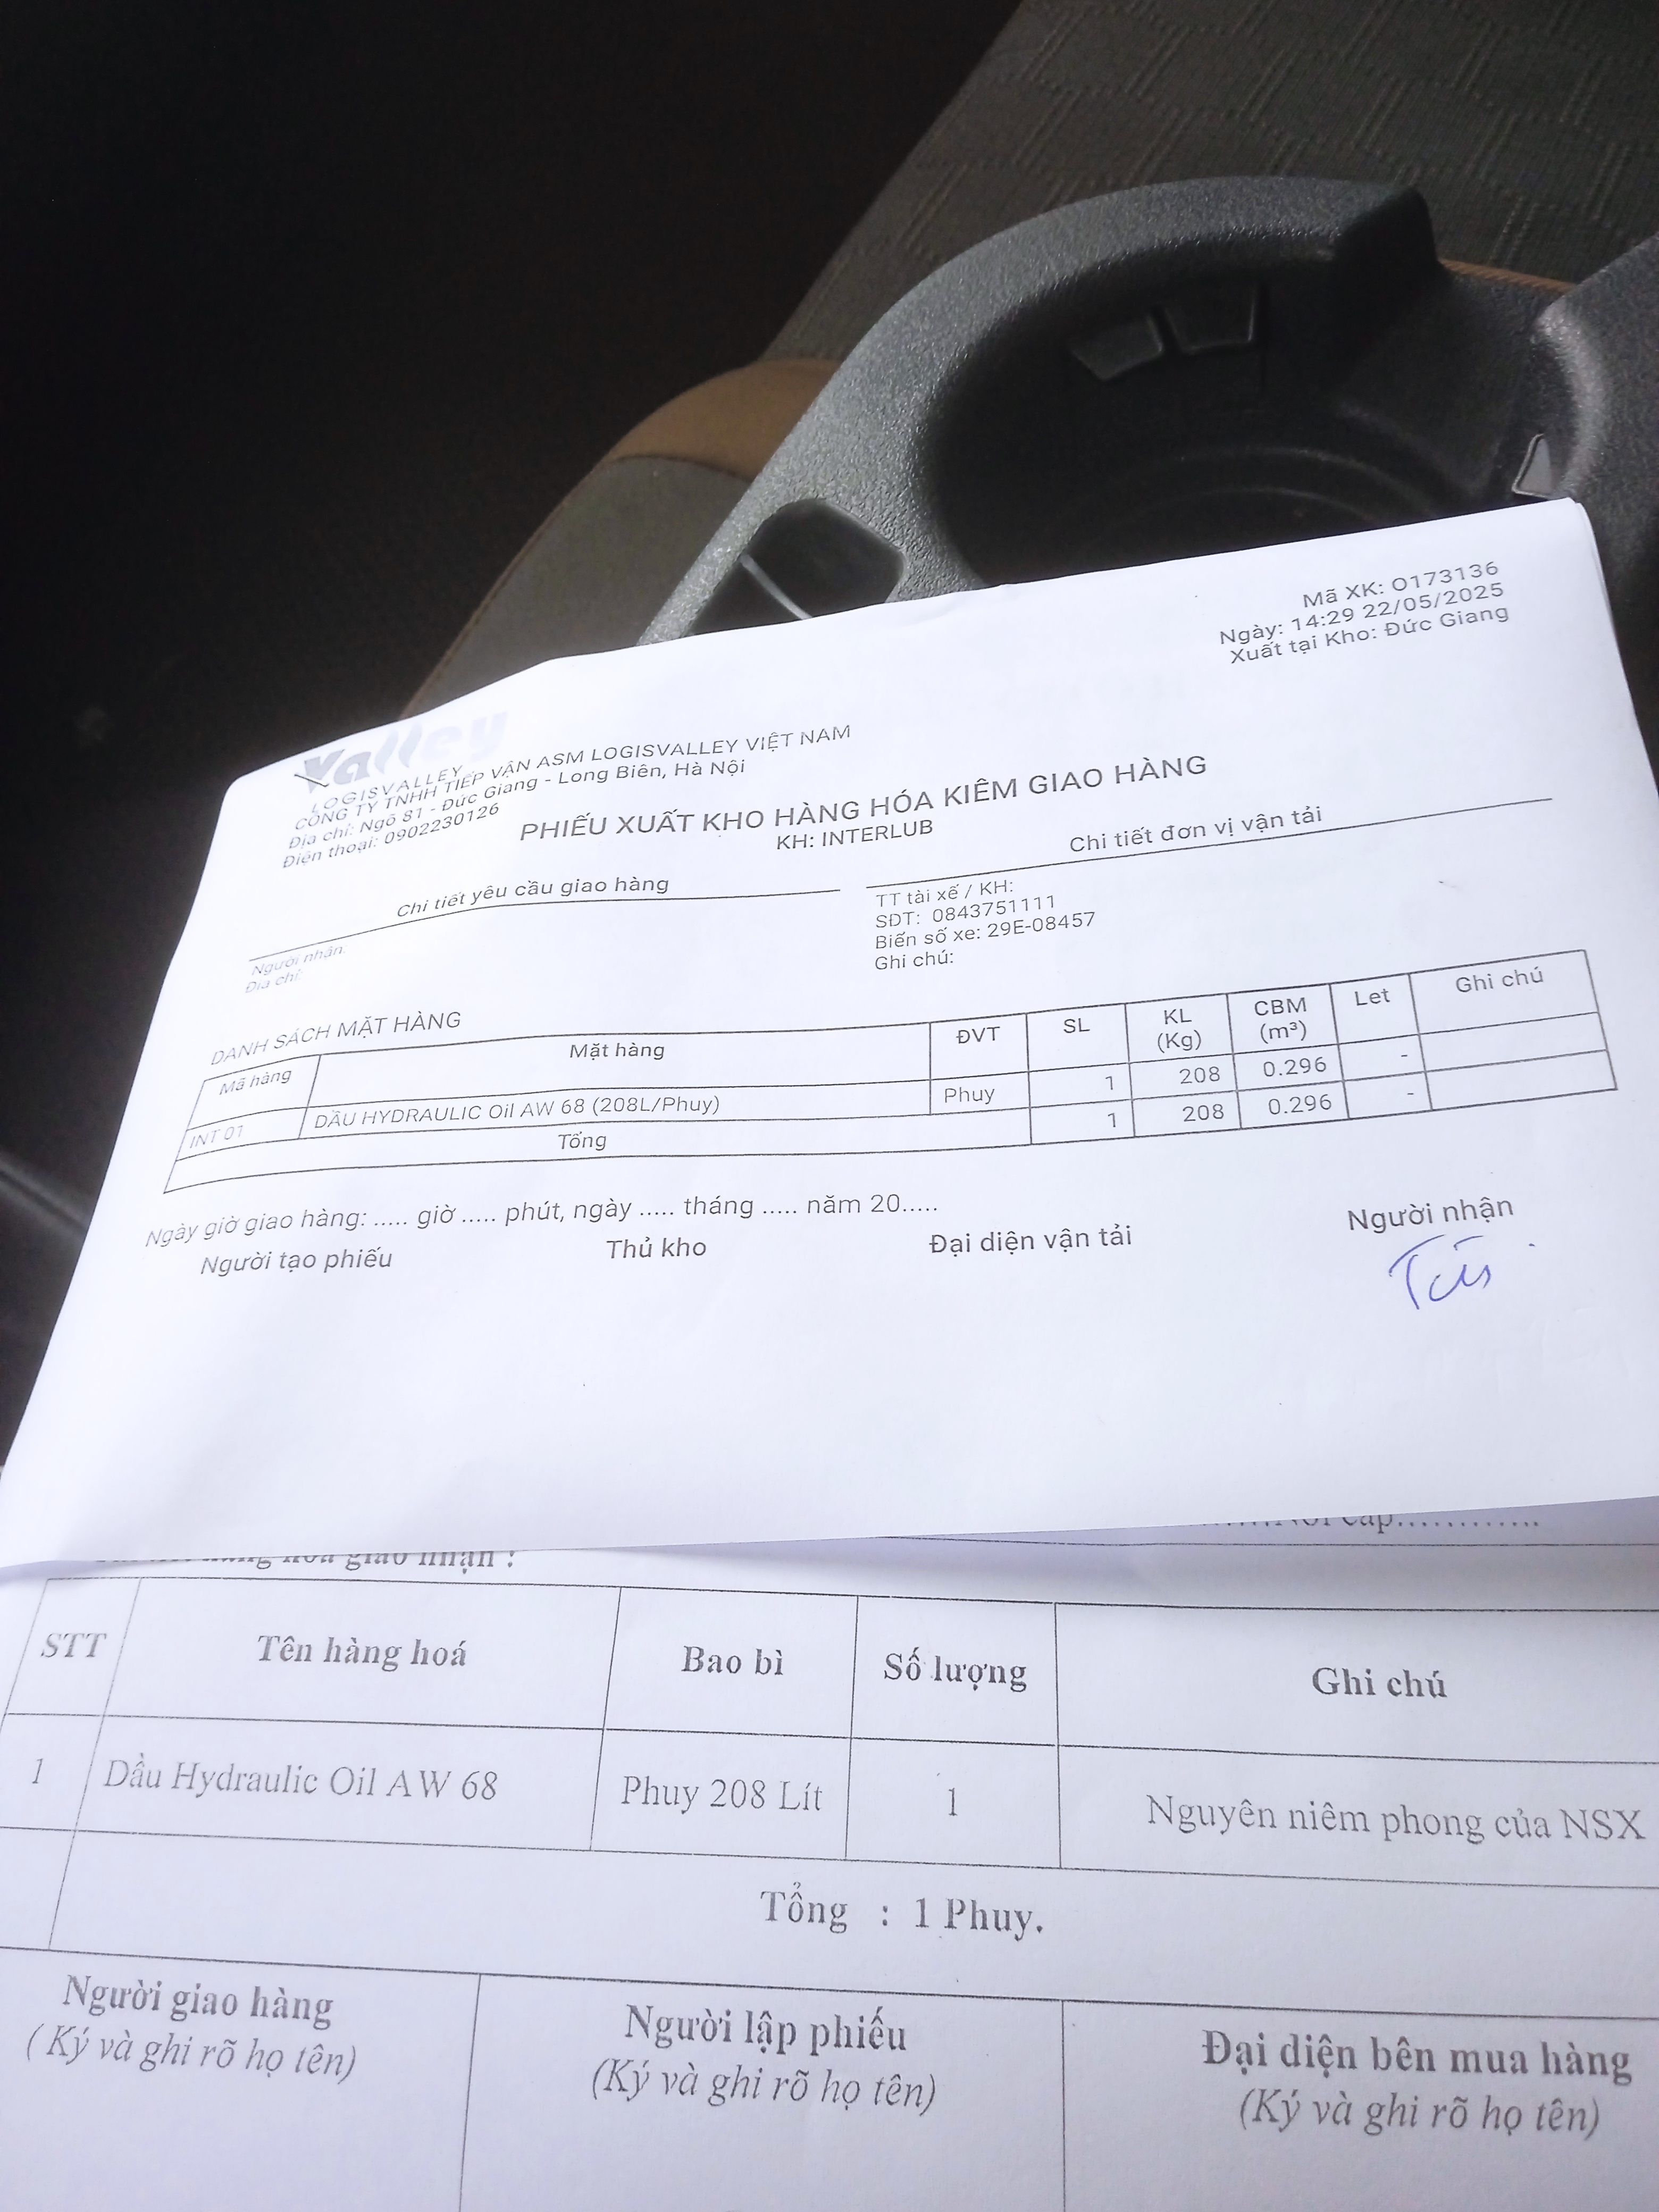 Mã XK: O173136
Ngày: 14:29 22/05/2025
Xuất tại Kho: Đức Giang
Valley
LOGISVALLEY
CÔNG TY TNHH TIẾP VẬN ASM LOGISVALLEY VIỆT NAM
Địa chỉ: Ngõ 81 - Đức Giang - Long Biên, Hà Nội
Điện thoại: 0902230126
PHIẾU XUẤT KHO HÀNG HÓA KIÊM GIAO HÀNG
KH: INTERLUB
Chi tiết yêu cầu giao hàng
Người nhận:
Địa chỉ:
Chi tiết đơn vị vận tải
TT tài xế / KH:
SĐT: 0843751111
Biển số xe: 29E-08457
Ghi chú:
DANH SÁCH MẶT HÀNG
Mã hàng Mặt hàng ĐVT SL KL (Kg) CBM (m³) Let Ghi chú
INT 01 DẦU HYDRAULIC Oil AW 68 (208L/Phuy) Phuy 1 208 0.296 -
Tổng 1 208 0.296 -
Ngày giờ giao hàng: ..... giờ ..... phút, ngày ..... tháng ..... năm 20.....
Người tạo phiếu Thủ kho Đại diện vận tải Người nhận
Nơi cấp.............
hàng hoá giao nhận :
STT Tên hàng hoá Bao bì Số lượng Ghi chú
1 Dầu Hydraulic Oil AW 68 Phuy 208 Lít 1 Nguyên niêm phong của NSX
Tổng : 1 Phuy.
Người giao hàng Người lập phiếu Đại diện bên mua hàng
( Ký và ghi rõ họ tên) (Ký và ghi rõ họ tên) (Ký và ghi rõ họ tên)